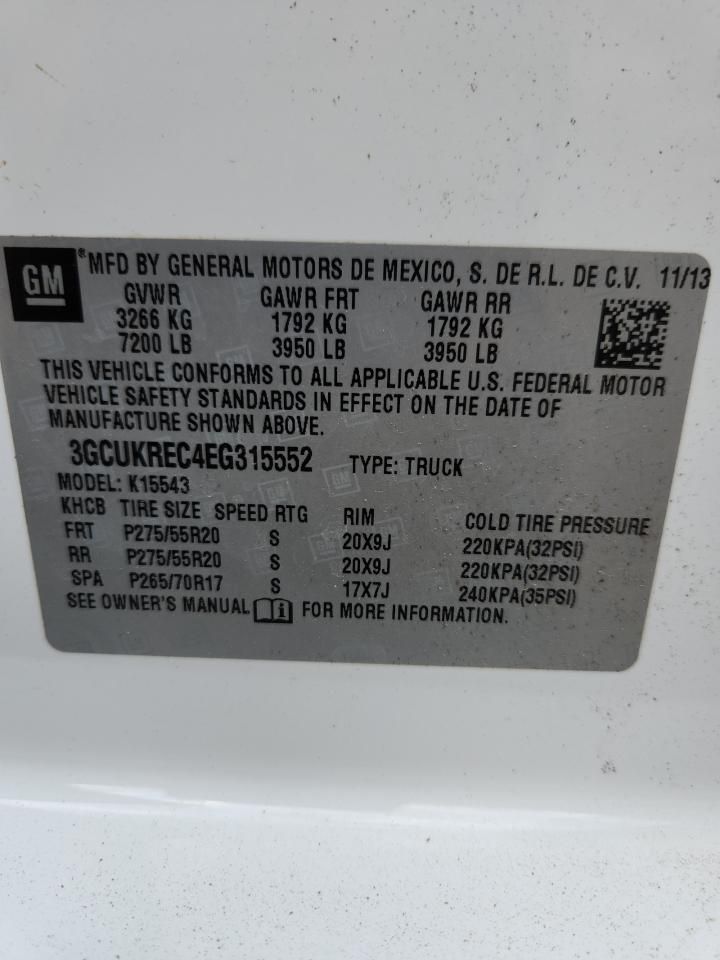 GM ® MFD BY GENERAL MOTORS DE MEXICO, S. DE R.L. DE C.V. 11/13
GVWR GAWR FRT GAWR RR
3266 KG 1792 KG 1792 KG
7200 LB 3950 LB 3950 LB
THIS VEHICLE CONFORMS TO ALL APPLICABLE U.S. FEDERAL MOTOR
VEHICLE SAFETY STANDARDS IN EFFECT ON THE DATE OF
MANUFACTURE SHOWN ABOVE.
3GCUKREC4EG315552 TYPE: TRUCK
MODEL: K15543
KHCB TIRE SIZE SPEED RTG RIM COLD TIRE PRESSURE
FRT P275/55R20 S 20X9J 220KPA(32PSI)
RR P275/55R20 S 20X9J 220KPA(32PSI)
SPA P265/70R17 S 17X7J 240KPA(35PSI)
SEE OWNER'S MANUAL i FOR MORE INFORMATION.